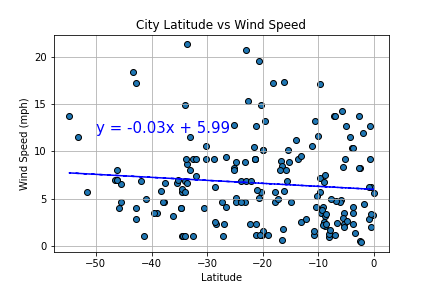 City Latitude vs Wind Speed
20
15
10
5
0
Wind Speed (mph)
y = -0.03x + 5.99
−50
−40
−30
−20
−10
0
Latitude